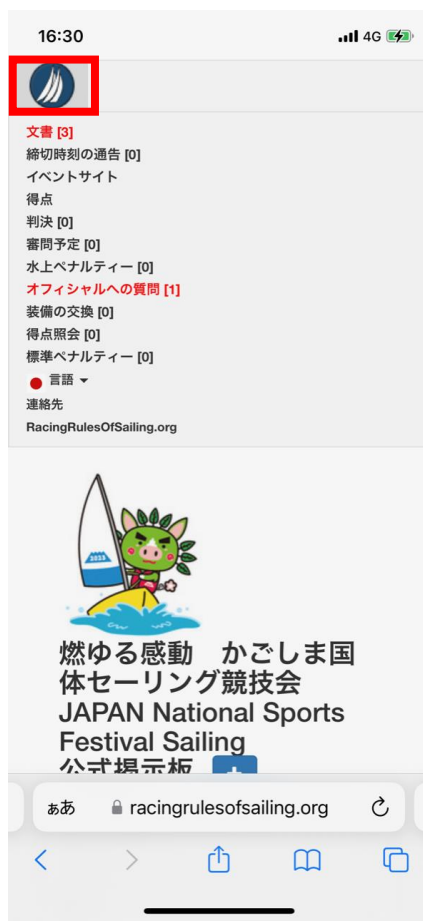 16:30
4G
文書 [3]
締切時刻の通告 [0]
イベントサイト
得点
判決 [0]
審問予定 [0]
水上ペナルティー [0]
オフィシャルへの質問 [1]
装備の交換 [0]
得点照会 [0]
標準ペナルティー [0]
言語
連絡先
RacingRulesOfSailing.org
2023
燃ゆる感動　かごしま国
体セーリング競技会
JAPAN National Sports
Festival Sailing
公式掲示板
ぁあ racingrulesofsailing.org